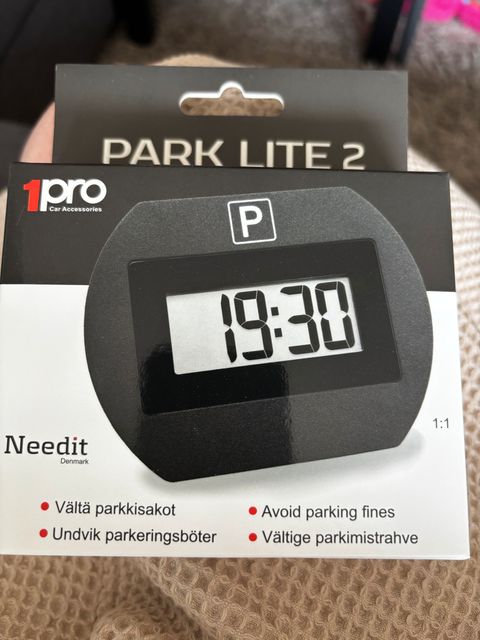 PARK LITE 2
1pro
Car Accessories
P
19:30
1:1
Needit
Denmark
• Vältä parkkisakot
• Undvik parkeringsböter
• Avoid parking fines
• Vältige parkimistrahve